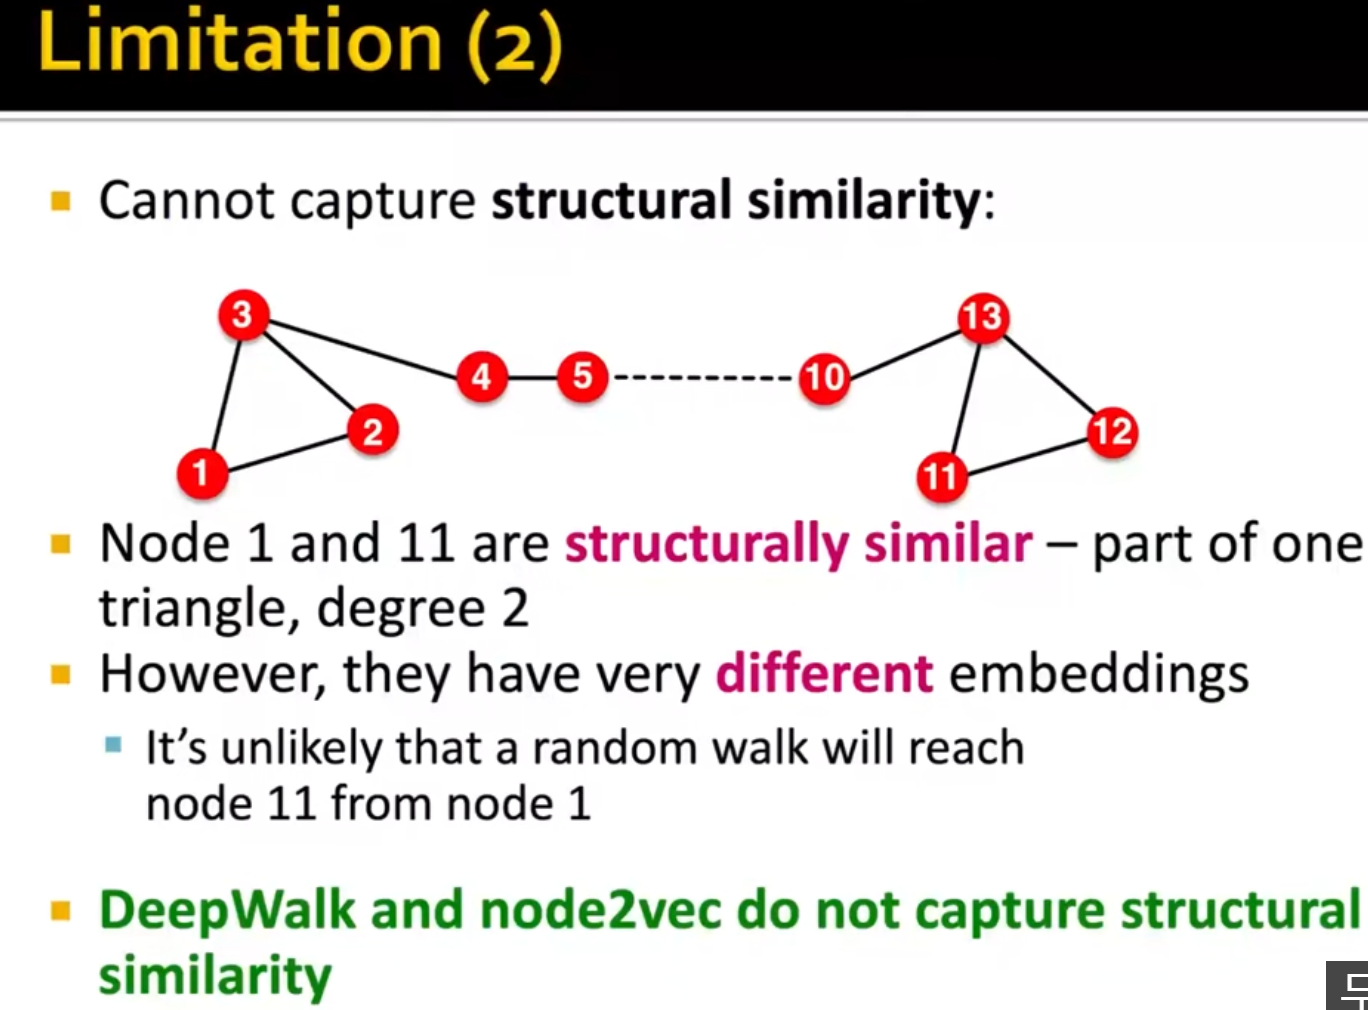 Limitation (2)
Cannot capture structural similarity:
3
13
4
5
10
2
12
1
11
Node 1 and 11 are structurally similar – part of one
triangle, degree 2
However, they have very different embeddings
It's unlikely that a random walk will reach
node 11 from node 1
DeepWalk and node2vec do not capture structural
similarity